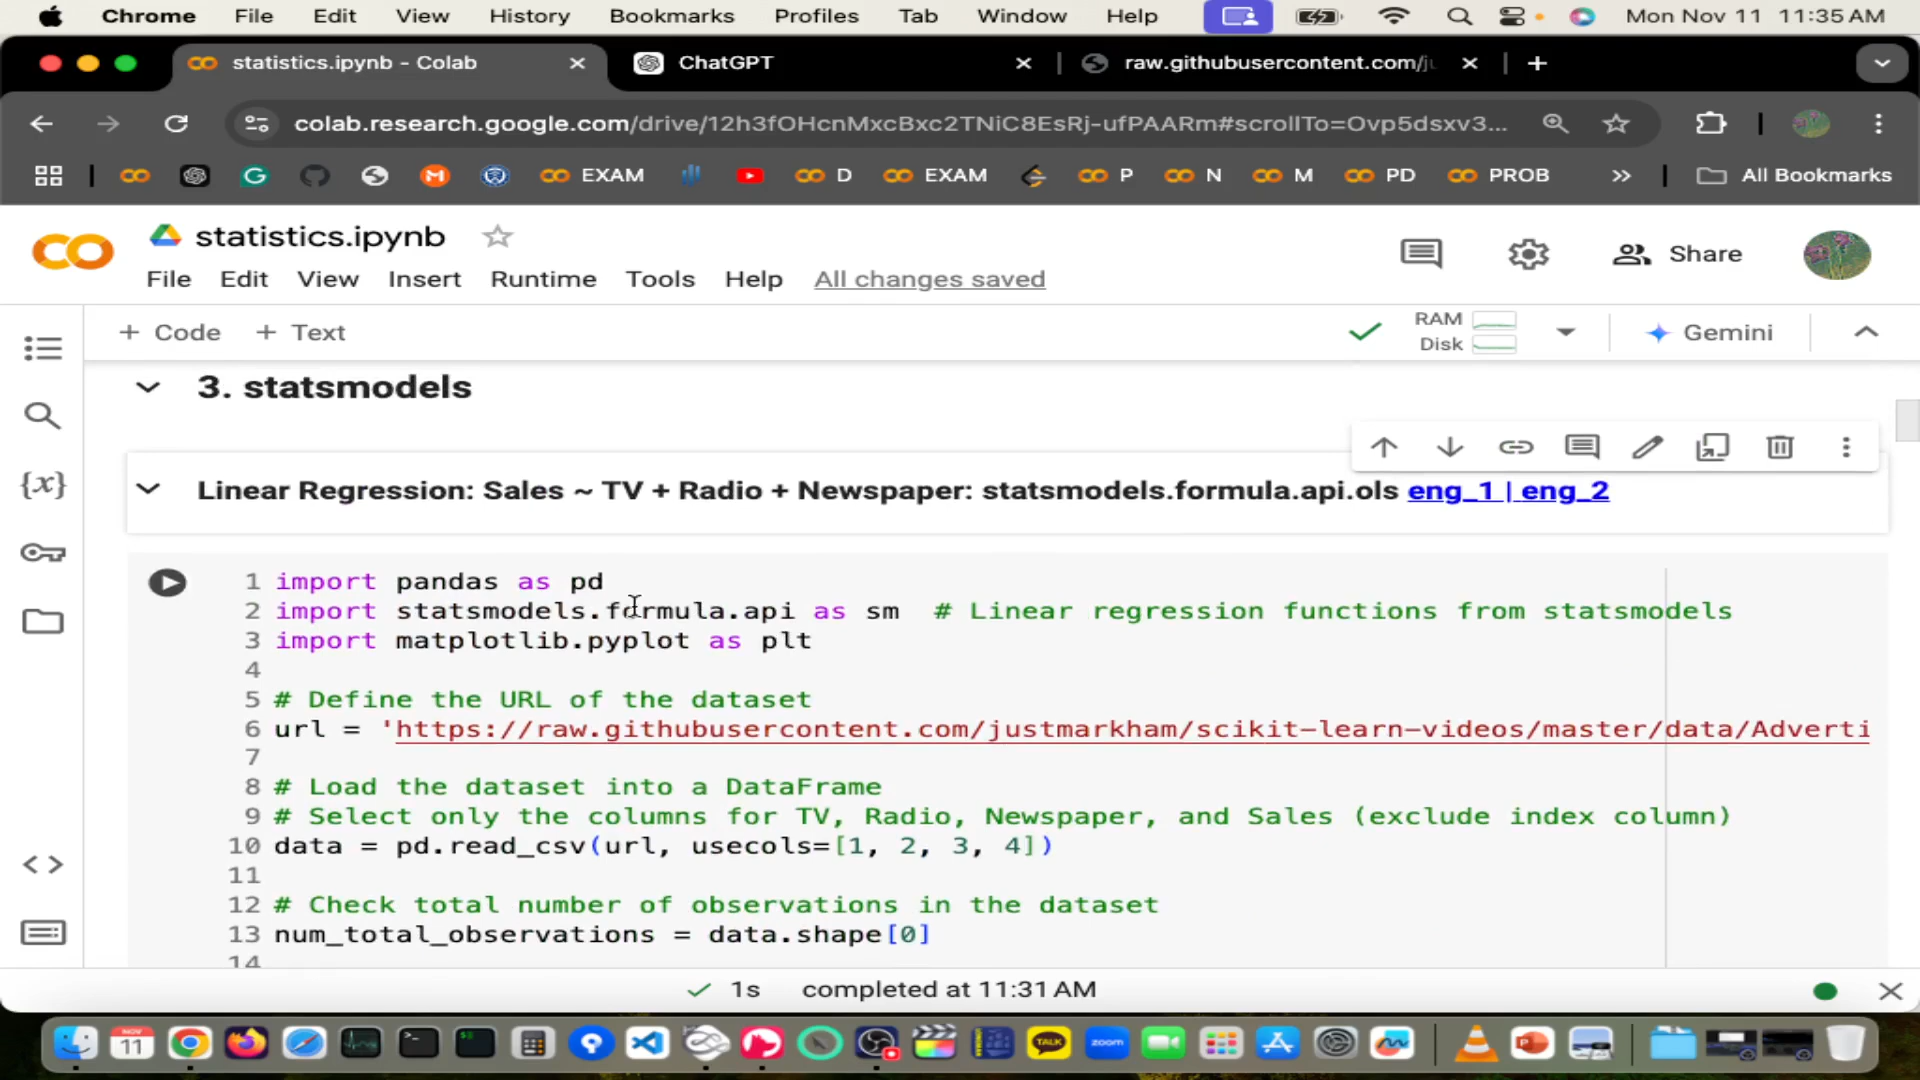 Chrome File Edit View History Bookmarks Profiles Tab Window Help Mon Nov 11 11:35 AM
statistics.ipynb - Colab ChatGPT raw.githubusercontent.com/ju
colab.research.google.com/drive/12h3fOHcnMxcBxc2TNiC8EsRj-ufPAARm#scrollTo=Ovp5dsxv3...
EXAM D EXAM P N M PD PROB » All Bookmarks
statistics.ipynb
Share
File Edit View Insert Runtime Tools Help All changes saved
+ Code + Text RAM Disk Gemini
3. statsmodels
Linear Regression: Sales ~ TV + Radio + Newspaper: statsmodels.formula.api.ols eng_1 | eng_2
1 import pandas as pd
2 import statsmodels.formula.api as sm # Linear regression functions from statsmodels
3 import matplotlib.pyplot as plt
4
5 # Define the URL of the dataset
6 url = 'https://raw.githubusercontent.com/justmarkham/scikit-learn-videos/master/data/Adverti
7
8 # Load the dataset into a DataFrame
9 # Select only the columns for TV, Radio, Newspaper, and Sales (exclude index column)
10 data = pd.read_csv(url, usecols=[1, 2, 3, 4])
11
12 # Check total number of observations in the dataset
13 num_total_observations = data.shape[0]
14
1s completed at 11:31 AM
NOV
11
TALK
zoom